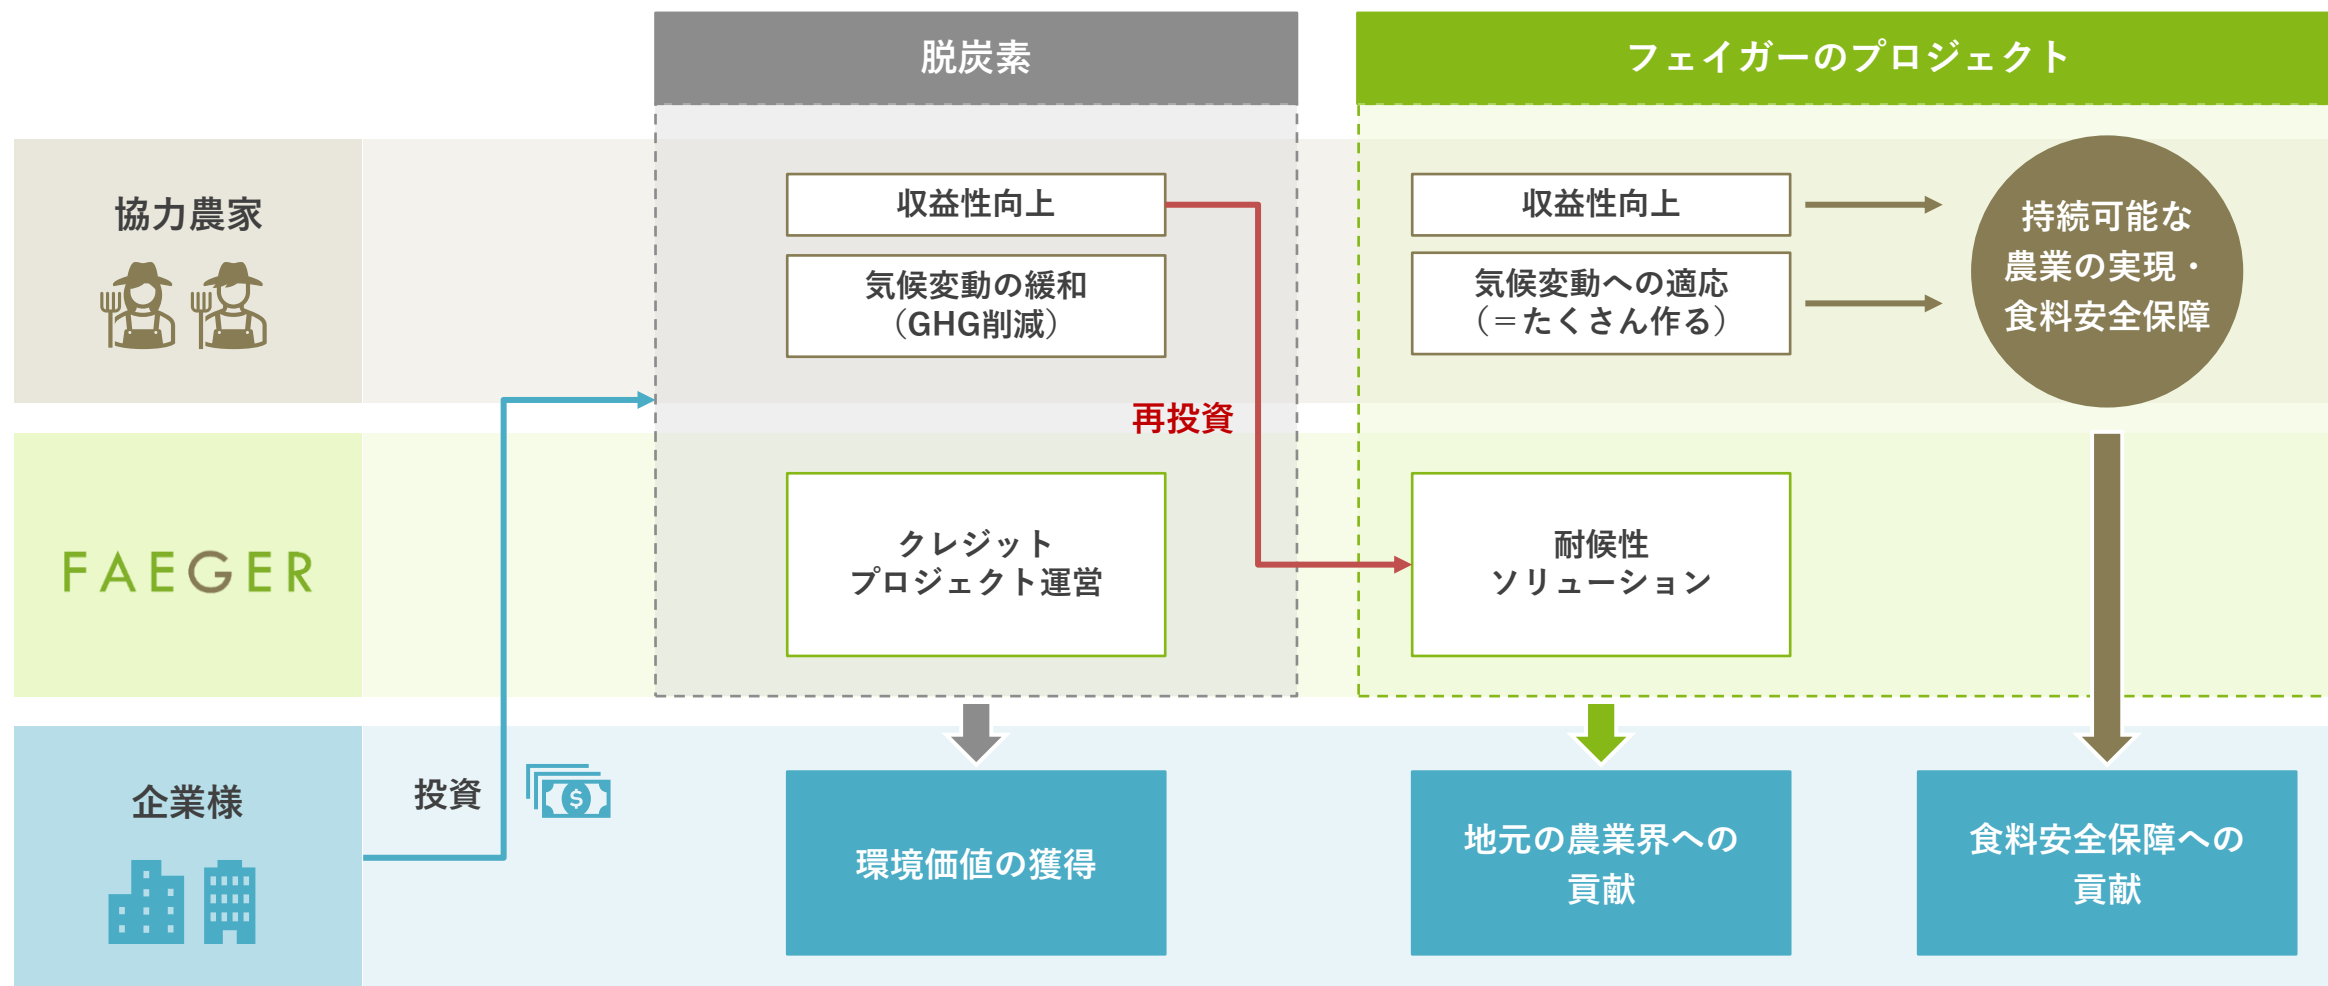 脱炭素
フェイガーのプロジェクト
協力農家
収益性向上
気候変動の緩和
（GHG削減）
収益性向上
気候変動への適応
（＝たくさん作る）
持続可能な
農業の実現・
食料安全保障
再投資
FAEGER
クレジット
プロジェクト運営
耐候性
ソリューション
企業様
投資
$
環境価値の獲得
地元の農業界への
貢献
食料安全保障への
貢献